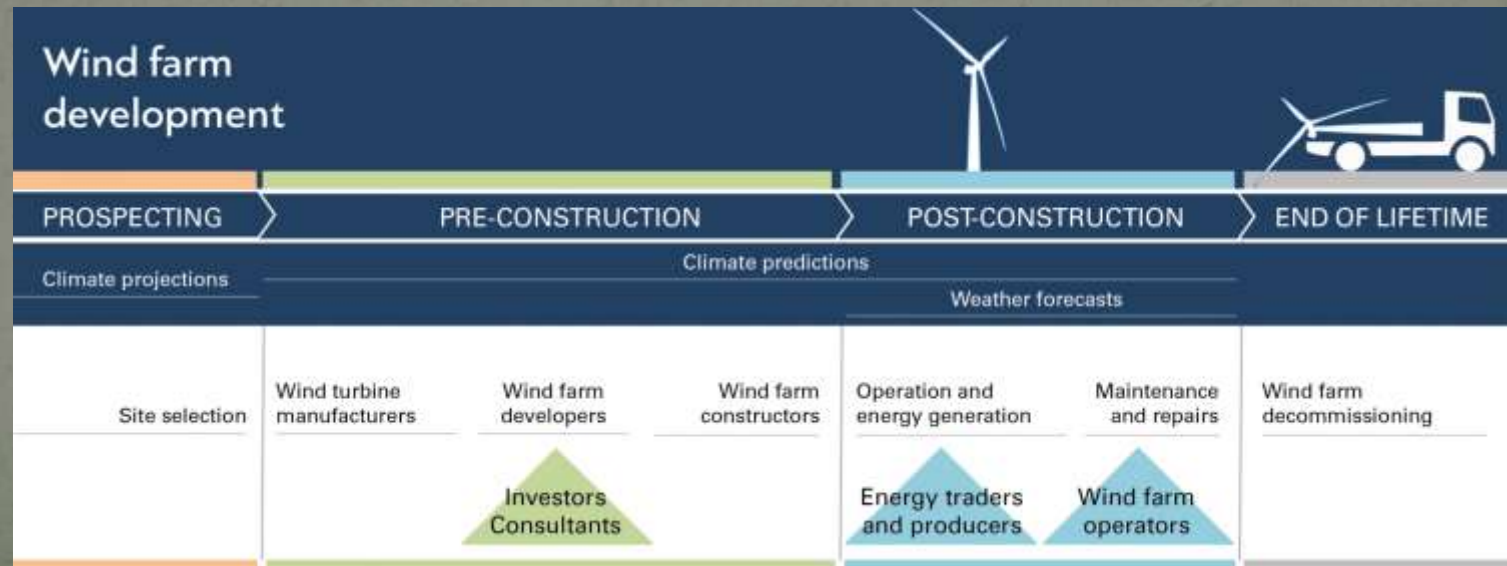 Wind farm
development
PROSPECTING
PRE-CONSTRUCTION
POST-CONSTRUCTION
END OF LIFETIME
Climate projections
Climate predictions
Weather forecasts
Site selection
Wind turbine
manufacturers
Wind farm
developers
Wind farm
constructors
Operation and
energy generation
Maintenance
and repairs
Wind farm
decommissioning
Investors
Consultants
Energy traders
and producers
Wind farm
operators